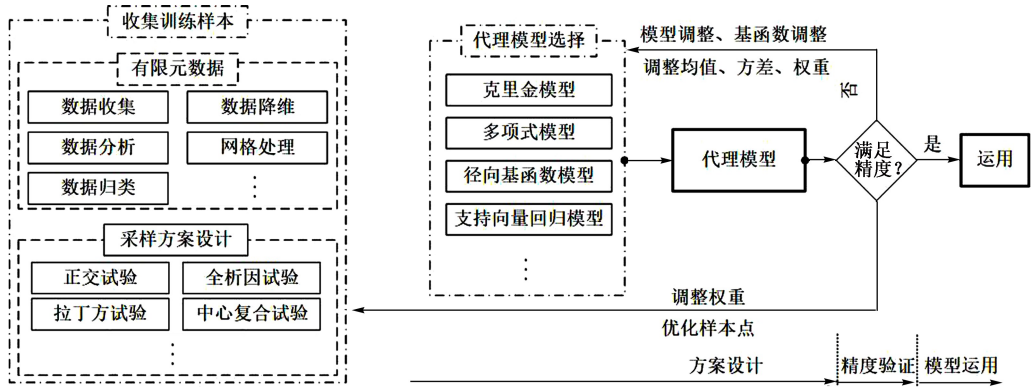 收集训练样本
有限元数据
数据收集
数据降维
数据分析
网格处理
数据归类
⋮
采样方案设计
正交试验
全析因试验
拉丁方试验
中心复合试验
⋮
代理模型选择
克里金模型
多项式模型
径向基函数模型
支持向量回归模型
⋮
代理模型
满足
精度?
是
运用
否
模型调整、基函数调整
调整均值、方差、权重
调整权重
优化样本点
方案设计
精度验证
模型运用